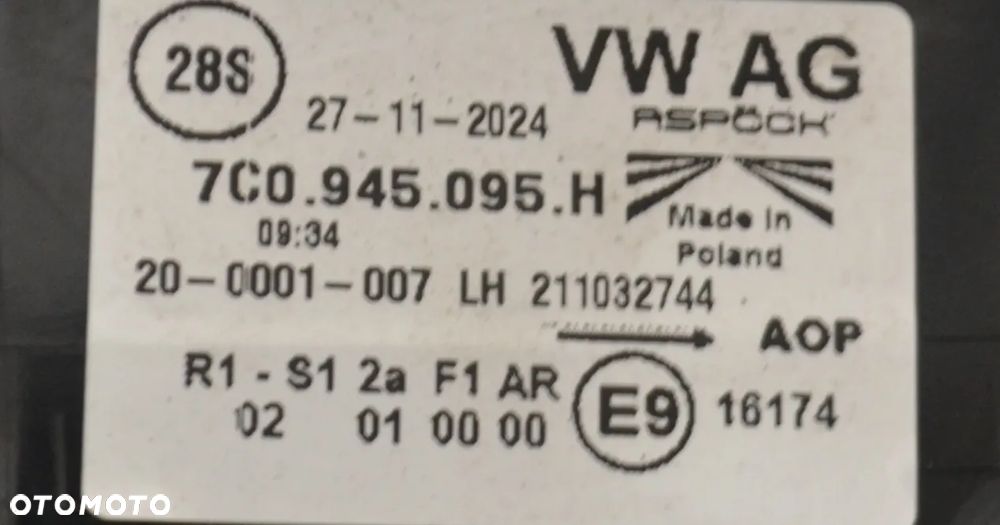 28S
VW AG
27-11-2024
ASPÖCK
7C0.945.095.H
Made in
Poland
09:34
20-0001-007 LH 211032744
AOP
R1 - S1 2a F1 AR
02 01 00 00
E9
16174
OTOMOTO